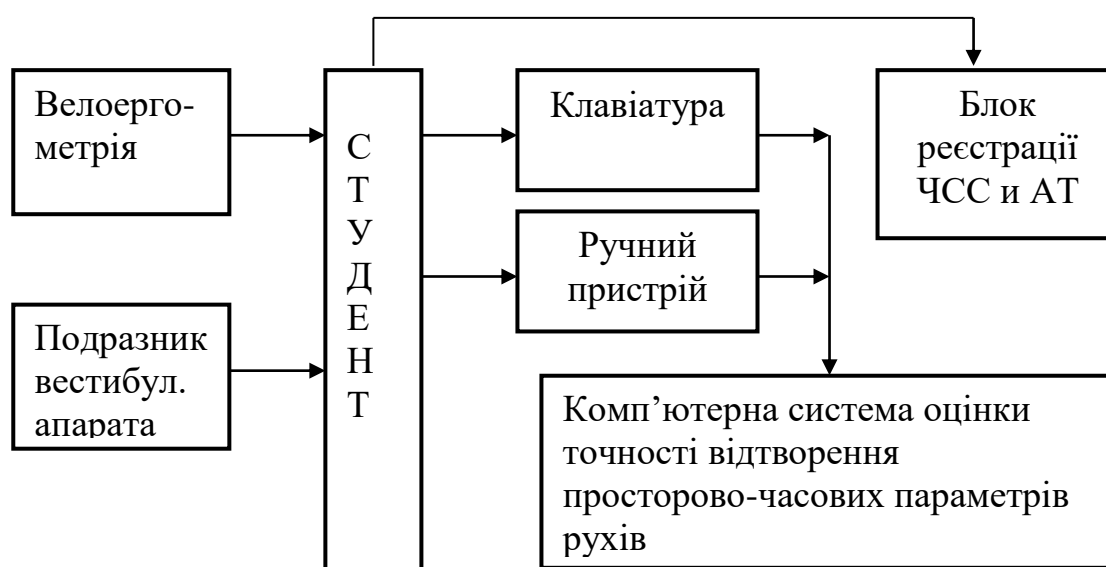 Велоерго-
метрія
Подразник
вестибул.
апарата
С
Т
У
Д
Е
Н
Т
Клавіатура
Ручний
пристрій
Блок
реєстрації
ЧСС и АТ
Комп’ютерна система оцінки
точності відтворення
просторово-часових параметрів
рухів